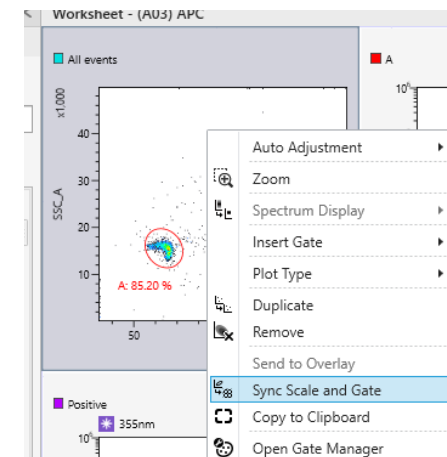 Worksheet - (A03) APC
All events
A
x1.000
40
30
20
10
SSC_A
A: 85.20 %
50
10
Auto Adjustment
Zoom
Spectrum Display
Insert Gate
Plot Type
Duplicate
Remove
Send to Overlay
Sync Scale and Gate
Copy to Clipboard
Open Gate Manager
Positive
355nm
10